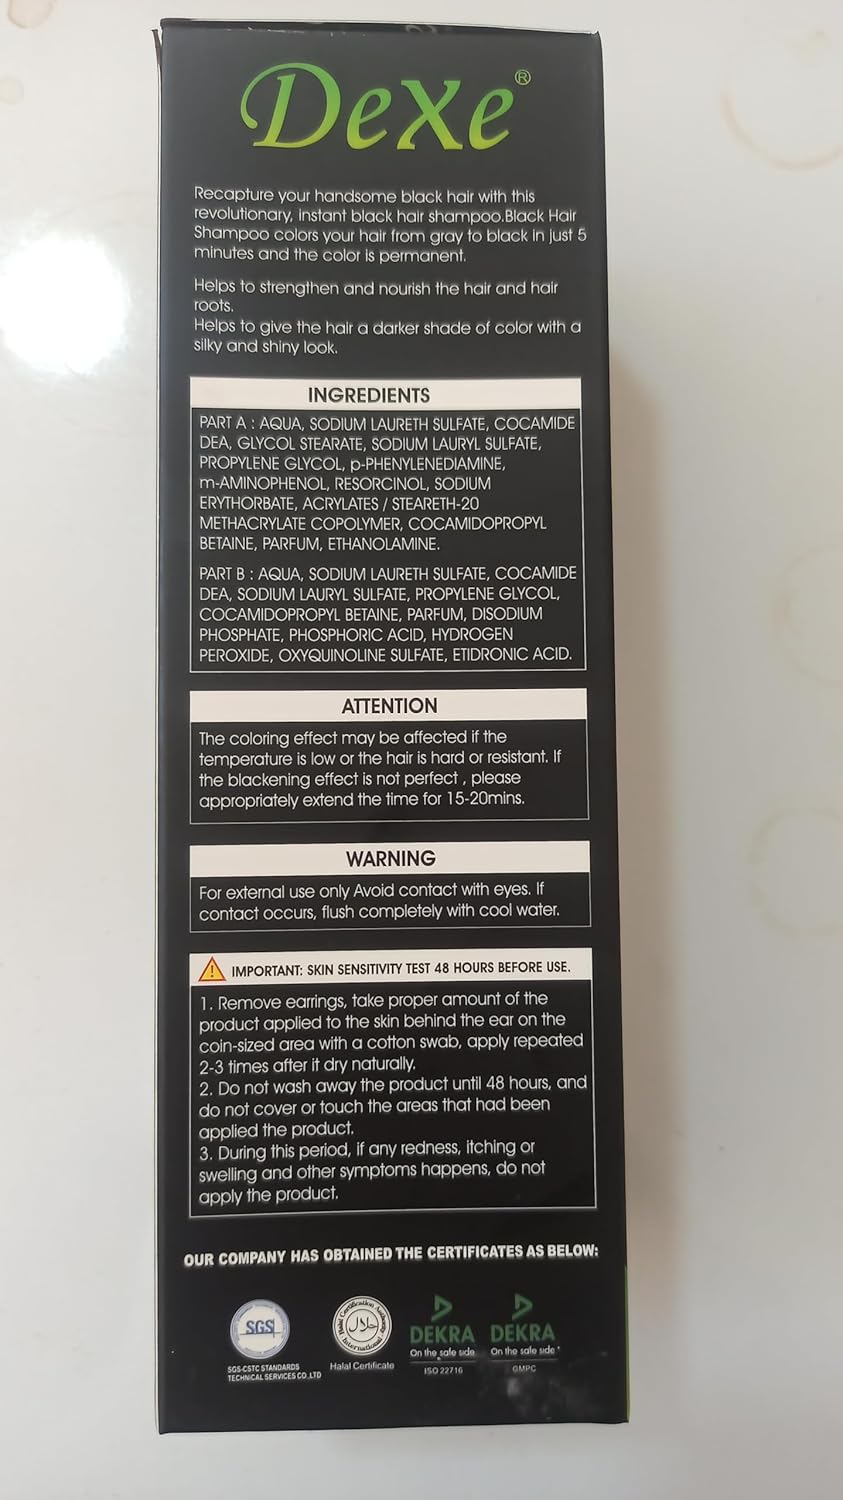 DeXe®
Recapture your handsome black hair with this
revolutionary, instant black hair shampoo.Black Hair
Shampoo colors your hair from gray to black in just 5
minutes and the color is permanent.
Helps to strengthen and nourish the hair and hair
roots.
Helps to give the hair a darker shade of color with a
silky and shiny look.
INGREDIENTS
PART A : AQUA, SODIUM LAURETH SULFATE, COCAMIDE
DEA, GLYCOL STEARATE, SODIUM LAURYL SULFATE,
PROPYLENE GLYCOL, p-PHENYLENEDIAMINE,
m-AMINOPHENOL, RESORCINOL, SODIUM
ERYTHORBATE, ACRYLATES / STEARETH-20
METHACRYLATE COPOLYMER, COCAMIDOPROPYL
BETAINE, PARFUM, ETHANOLAMINE.
PART B : AQUA, SODIUM LAURETH SULFATE, COCAMIDE
DEA, SODIUM LAURYL SULFATE, PROPYLENE GLYCOL,
COCAMIDOPROPYL BETAINE, PARFUM, DISODIUM
PHOSPHATE, PHOSPHORIC ACID, HYDROGEN
PEROXIDE, OXYQUINOLINE SULFATE, ETIDRONIC ACID.
ATTENTION
The coloring effect may be affected if the
temperature is low or the hair is hard or resistant. If
the blackening effect is not perfect , please
appropriately extend the time for 15-20mins.
WARNING
For external use only Avoid contact with eyes. If
contact occurs, flush completely with cool water.
IMPORTANT: SKIN SENSITIVITY TEST 48 HOURS BEFORE USE.
1. Remove earrings, take proper amount of the
product applied to the skin behind the ear on the
coin-sized area with a cotton swab, apply repeated
2-3 times after it dry naturally.
2. Do not wash away the product until 48 hours, and
do not cover or touch the areas that had been
applied the product.
3. During this period, if any redness, itching or
swelling and other symptoms happens, do not
apply the product.
OUR COMPANY HAS OBTAINED THE CERTIFICATES AS BELOW:
SGS
SGS-CSTC STANDARDS
TECHNICAL SERVICES CO.,LTD
Halal Certification Authority International
حلال
Halal Certificate
DEKRA
On the safe side
ISO 22716
DEKRA
On the safe side
GMPC